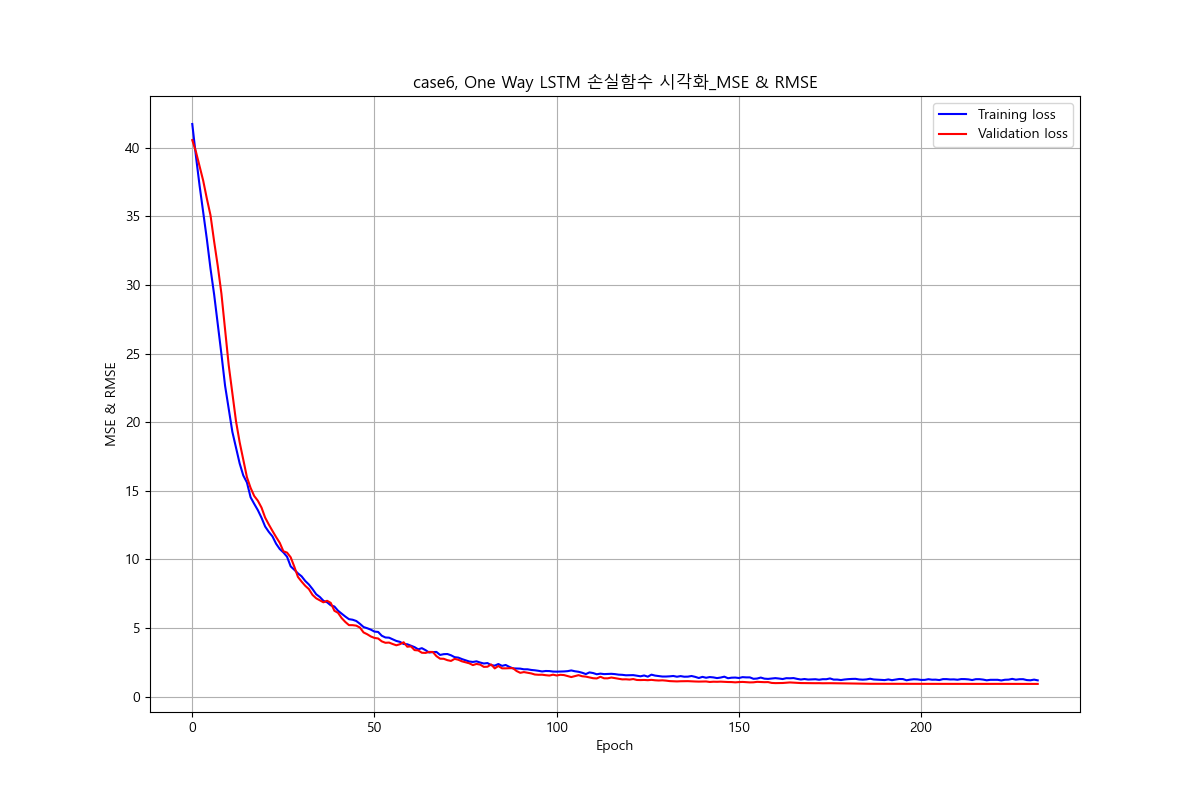 case6, One Way LSTM 손실함수 시각화_MSE & RMSE
Training loss
Validation loss
MSE & RMSE
40
35
30
25
20
15
10
5
0
0 50 100 150 200
Epoch